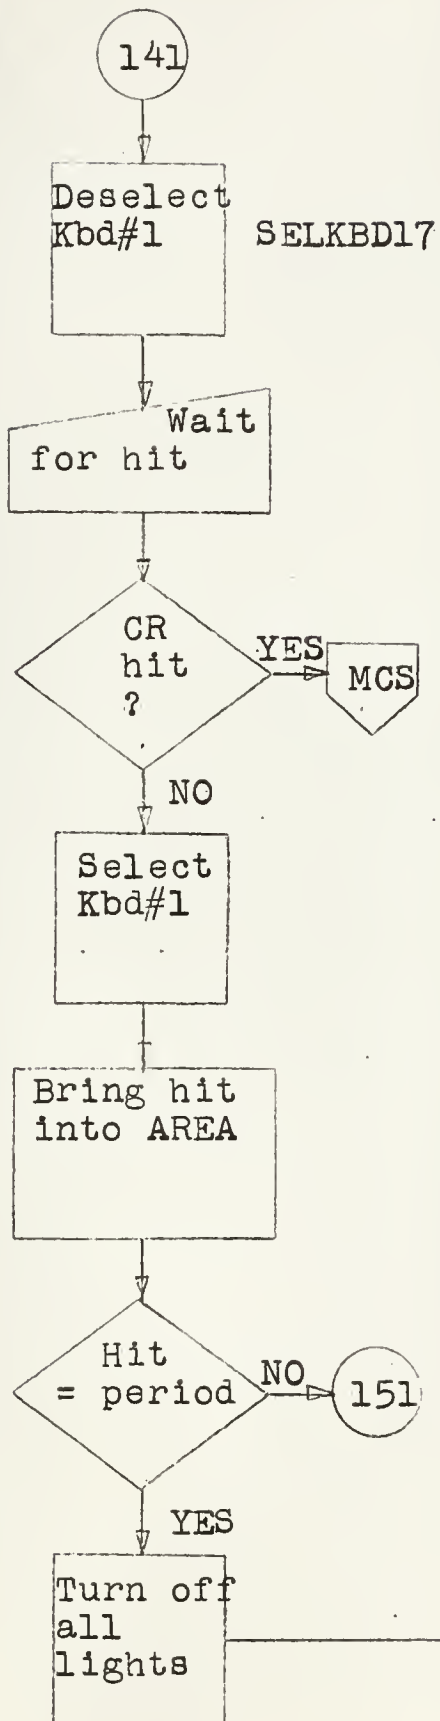 141
Deselect
Kbd#1
SELKBD17
Wait
for hit
CR
hit
?
YES
MCS
NO
Select
Kbd#1
Bring hit
into AREA
Hit
= period
NO
151
YES
Turn off
all
lights